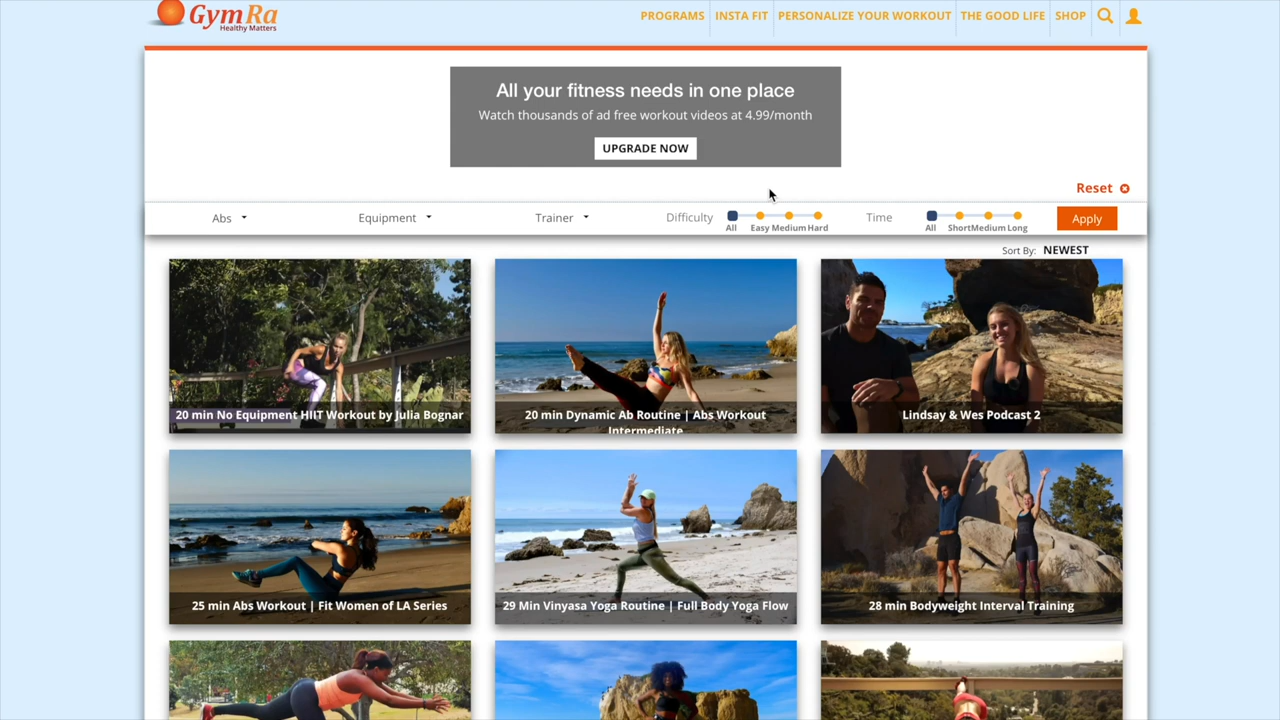 GymRa
Healthy Matters
PROGRAMS INSTA FIT PERSONALIZE YOUR WORKOUT THE GOOD LIFE SHOP
All your fitness needs in one place
Watch thousands of ad free workout videos at 4.99/month
UPGRADE NOW
Reset
Abs Equipment Trainer Difficulty All Easy Medium Hard Time All Short Medium Long Apply
Sort By: NEWEST
20 min No Equipment HIIT Workout by Julia Bognar
20 min Dynamic Ab Routine | Abs Workout
Intermediate
Lindsay & Wes Podcast 2
25 min Abs Workout | Fit Women of LA Series
29 Min Vinyasa Yoga Routine | Full Body Yoga Flow
28 min Bodyweight Interval Training